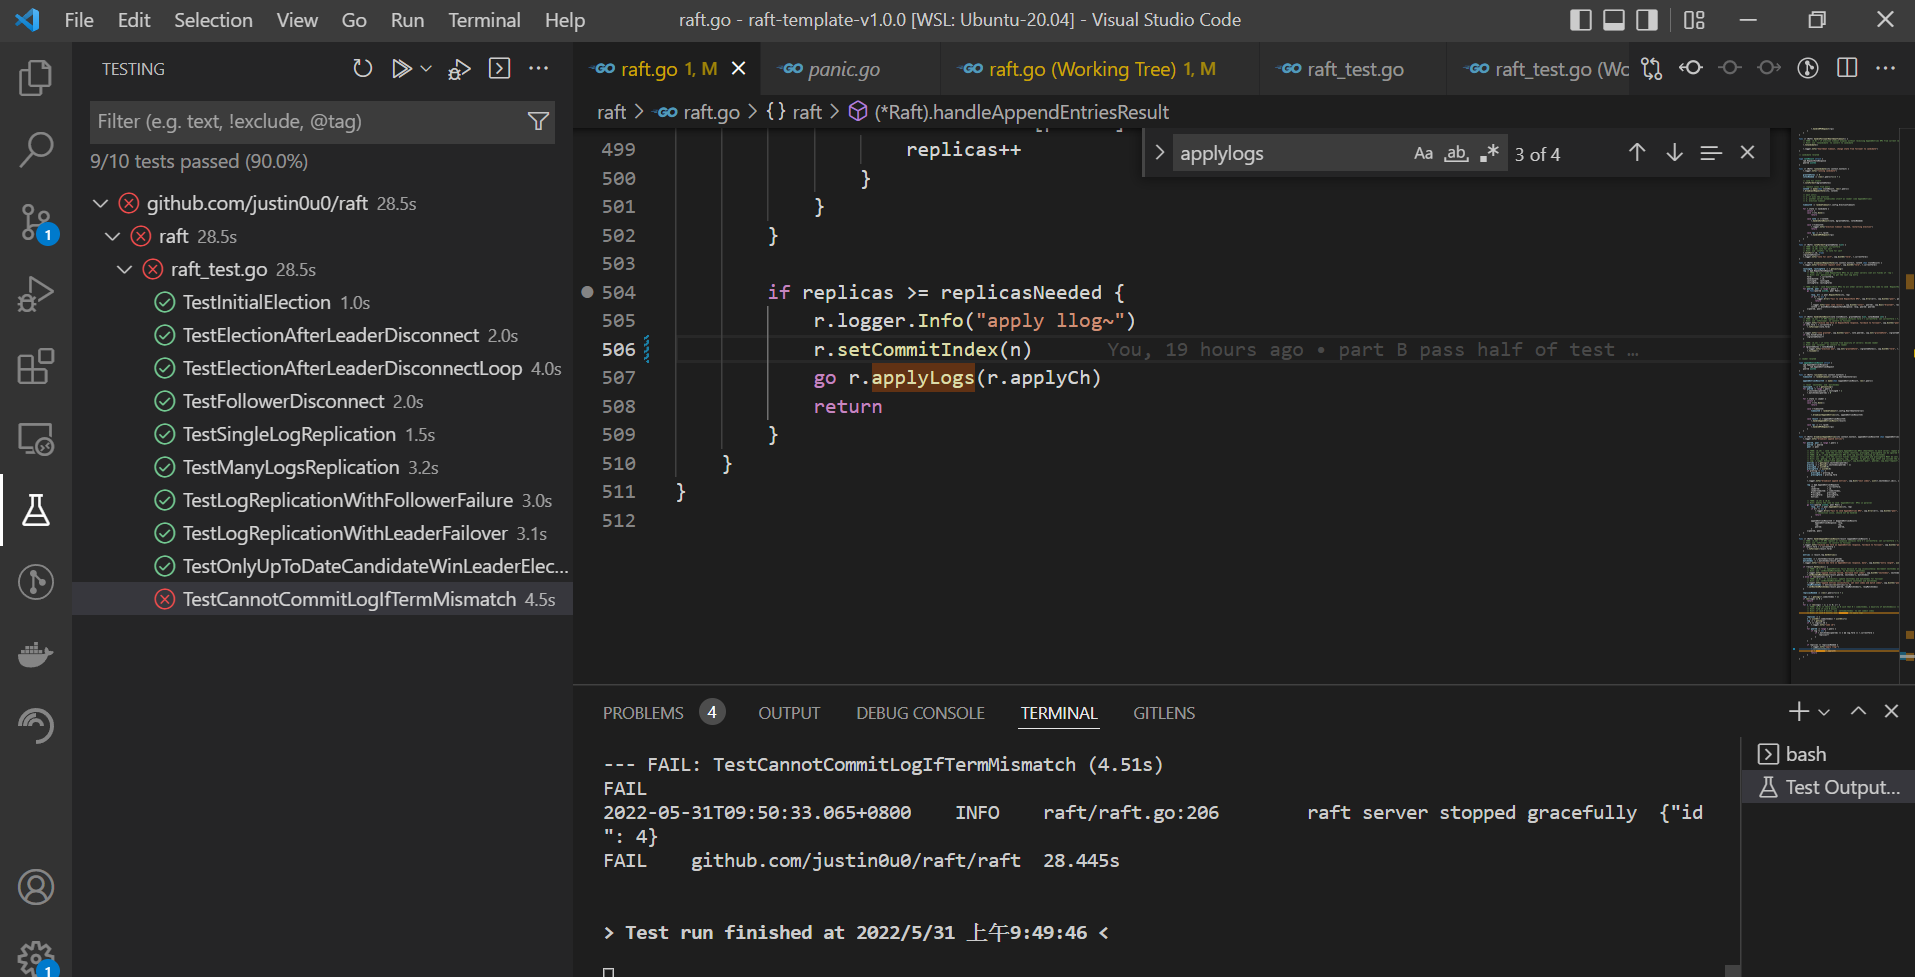 File Edit Selection View Go Run Terminal Help
raft.go - raft-template-v1.0.0 [WSL: Ubuntu-20.04] - Visual Studio Code
TESTING
Filter (e.g. text, !exclude, @tag)
9/10 tests passed (90.0%)
github.com/justin0u0/raft 28.5s
raft 28.5s
raft_test.go 28.5s
TestInitialElection 1.0s
TestElectionAfterLeaderDisconnect 2.0s
TestElectionAfterLeaderDisconnectLoop 4.0s
TestFollowerDisconnect 2.0s
TestSingleLogReplication 1.5s
TestManyLogsReplication 3.2s
TestLogReplicationWithFollowerFailure 3.0s
TestLogReplicationWithLeaderFailover 3.1s
TestOnlyUpToDateCandidateWinLeaderElec...
TestCannotCommitLogIfTermMismatch 4.5s
1
1
GO raft.go 1, M
GO panic.go
GO raft.go (Working Tree) 1, M
GO raft_test.go
GO raft_test.go (Wo
raft > GO raft.go > {} raft > (*Raft).handleAppendEntriesResult
applylogs Aa ab .* 3 of 4
499 replicas++
500 }
501 }
502 }
503
504 if replicas >= replicasNeeded {
505 r.logger.Info("apply llog~")
506 r.setCommitIndex(n) You, 19 hours ago • part B pass half of test …
507 go r.applyLogs(r.applyCh)
508 return
509 }
510 }
511 }
512
PROBLEMS 4 OUTPUT DEBUG CONSOLE TERMINAL GITLENS
--- FAIL: TestCannotCommitLogIfTermMismatch (4.51s)
FAIL
2022-05-31T09:50:33.065+0800 INFO raft/raft.go:206 raft server stopped gracefully {"id
": 4}
FAIL github.com/justin0u0/raft/raft 28.445s
> Test run finished at 2022/5/31 上午9:49:46 <
bash
Test Output...